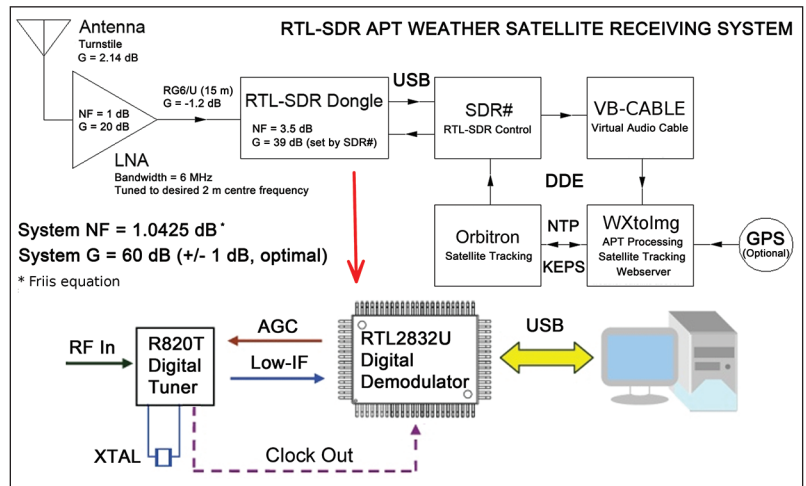 RTL-SDR APT WEATHER SATELLITE RECEIVING SYSTEM
Antenna
Turnstile
G = 2.14 dB
NF = 1 dB
G = 20 dB
LNA
Bandwidth = 6 MHz
Tuned to desired 2 m centre frequency
RG6/U (15 m)
G = -1.2 dB
RTL-SDR Dongle
NF = 3.5 dB
G = 39 dB (set by SDR#)
USB
SDR#
RTL-SDR Control
VB-CABLE
Virtual Audio Cable
DDE
Orbitron
Satellite Tracking
NTP
KEPS
WXtoImg
APT Processing
Satellite Tracking
Webserver
GPS
(Optional)
System NF = 1.0425 dB*
System G = 60 dB (+/- 1 dB, optimal)
* Friis equation
RF In
R820T
Digital
Tuner
AGC
Low-IF
RTL2832U
Digital
Demodulator
USB
XTAL
Clock Out